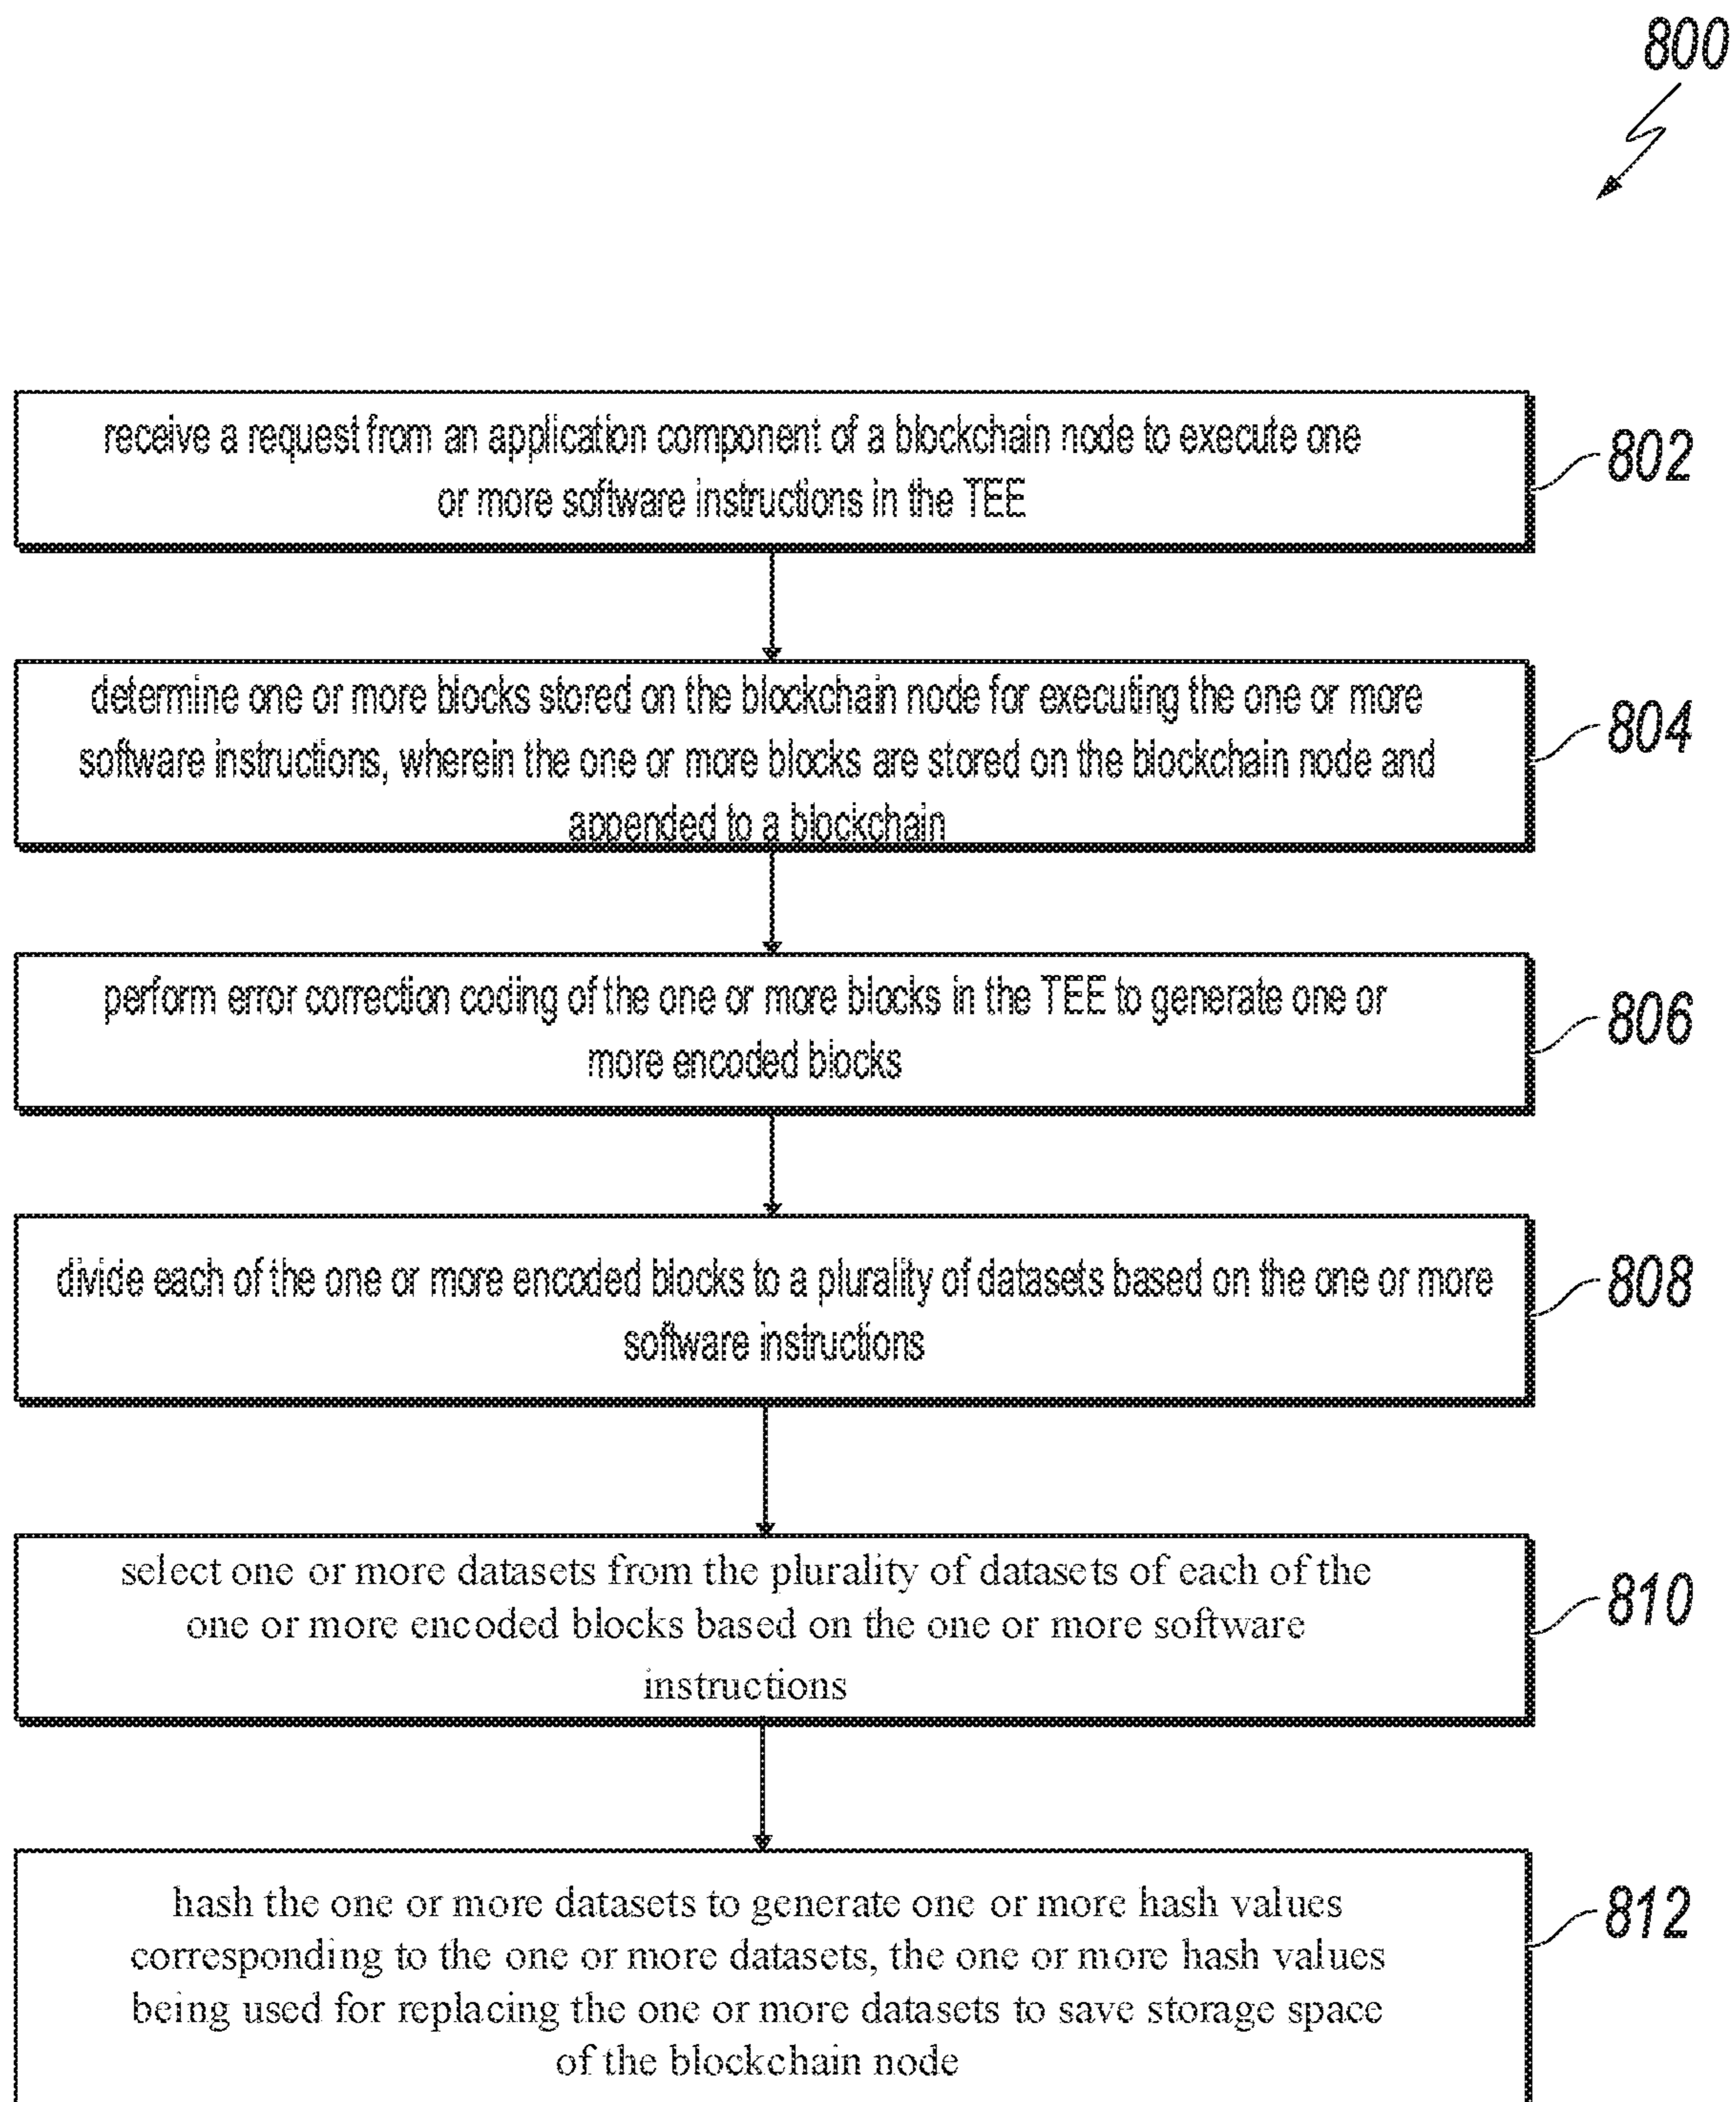 800
receive a request from an application component of a blockchain node to execute one
or more software instructions in the TEE
802
determine one or more blocks stored on the blockchain node for executing the one or more
software instructions, wherein the one or more blocks are stored on the blockchain node and
appended to a blockchain
804
perform error correction coding of the one or more blocks in the TEE to generate one or
more encoded blocks
806
divide each of the one or more encoded blocks to a plurality of datasets based on the one or more
software instructions
808
select one or more datasets from the plurality of datasets of each of the
one or more encoded blocks based on the one or more software
instructions
810
hash the one or more datasets to generate one or more hash values
corresponding to the one or more datasets, the one or more hash values
being used for replacing the one or more datasets to save storage space
of the blockchain node
812